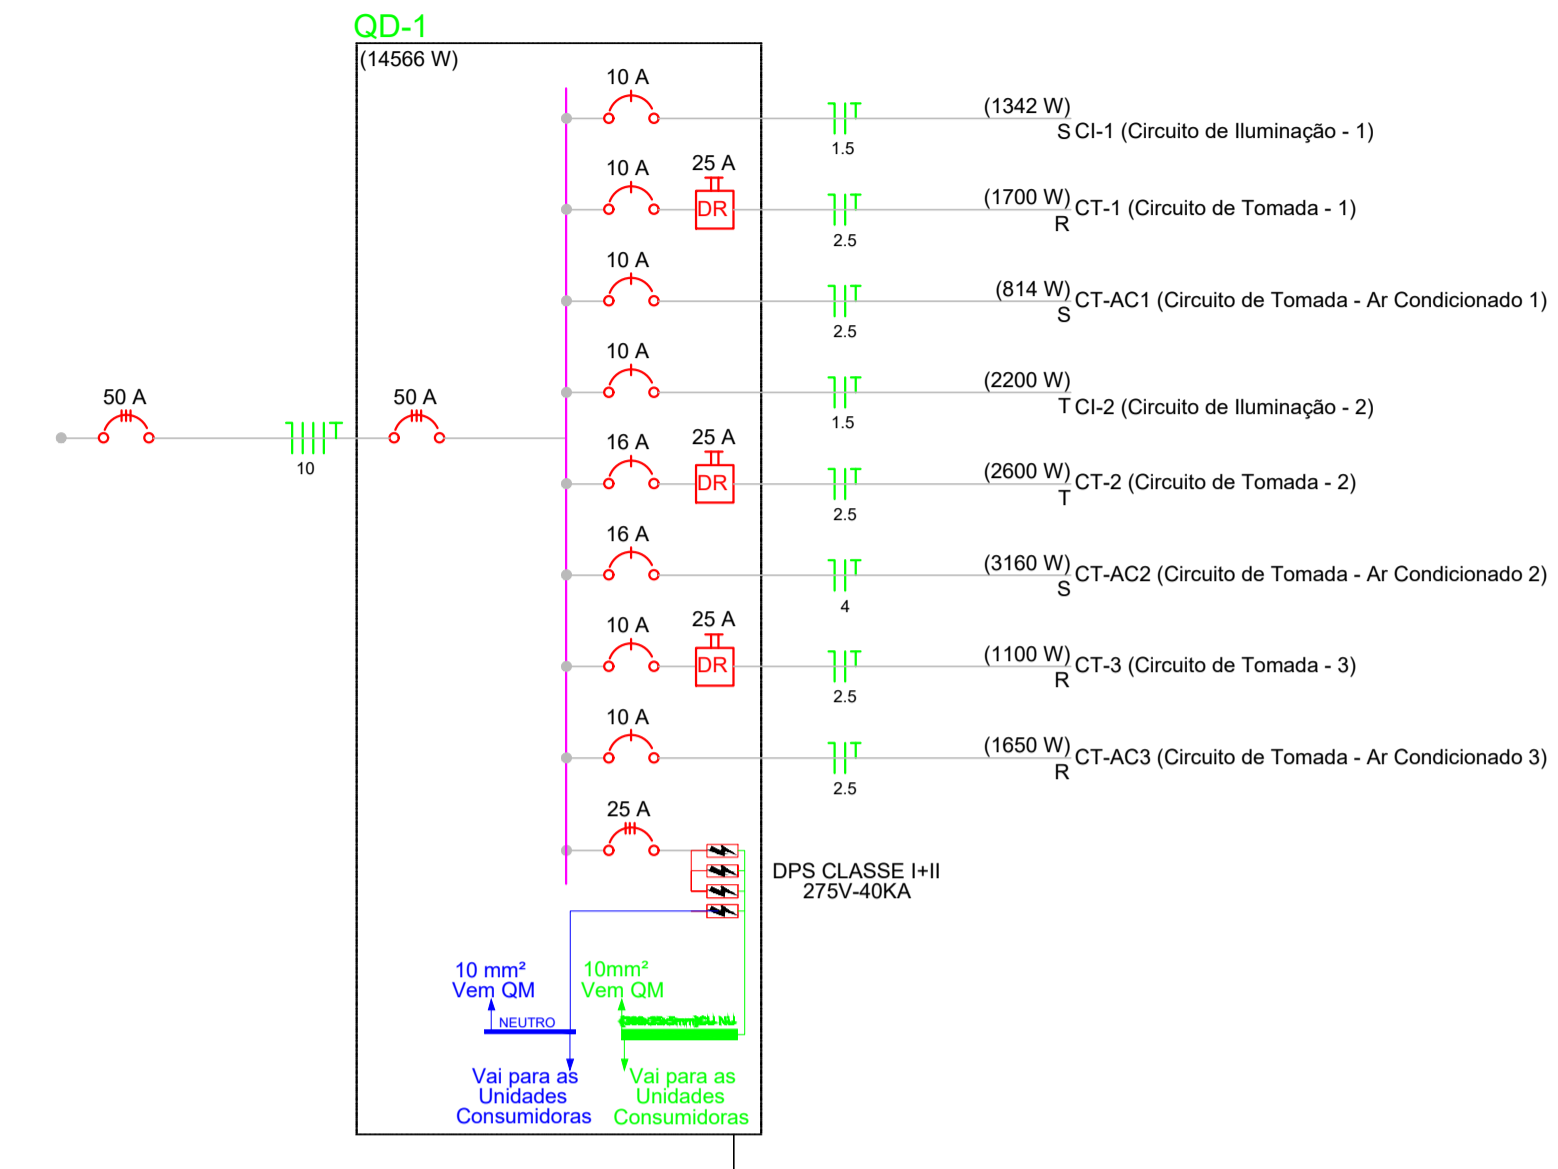 QD-1
(14566 W)
10 A
(1342 W)
S CI-1 (Circuito de Iluminação - 1)
1.5
10 A
25 A
DR
(1700 W)
CT-1 (Circuito de Tomada - 1)
R
2.5
10 A
(814 W)
CT-AC1 (Circuito de Tomada - Ar Condicionado 1)
S
2.5
10 A
(2200 W)
T CI-2 (Circuito de Iluminação - 2)
1.5
50 A
10
50 A
16 A
25 A
DR
(2600 W)
CT-2 (Circuito de Tomada - 2)
T
2.5
16 A
(3160 W)
CT-AC2 (Circuito de Tomada - Ar Condicionado 2)
S
4
10 A
25 A
DR
(1100 W)
CT-3 (Circuito de Tomada - 3)
R
2.5
10 A
(1650 W)
CT-AC3 (Circuito de Tomada - Ar Condicionado 3)
R
2.5
25 A
DPS CLASSE I+II
275V-40KA
10 mm²
Vem QM
NEUTRO
Vai para as
Unidades
Consumidoras
10mm²
Vem QM
CU NU
Vai para as
Unidades
Consumidoras